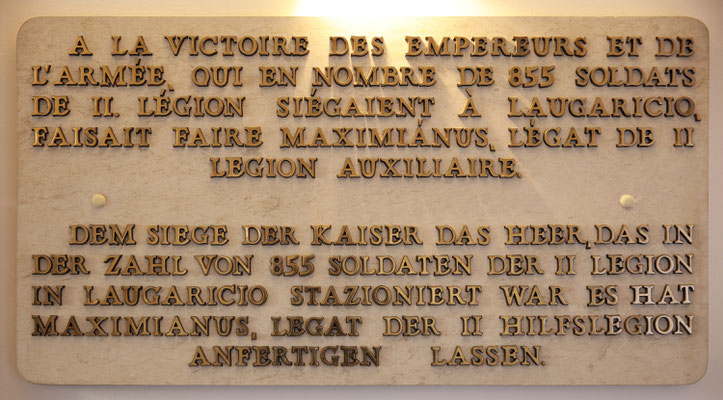 A LA VICTOIRE DES EMPEREURS ET DE
L'ARMÉE, QUI EN NOMBRE DE 855 SOLDATS
DE II. LÉGION SIÉGAIENT À LAUGARICIO,
FAISAIT FAIRE MAXIMIÁNUS, LÉGAT DE II
LEGION AUXILIAIRE.
DEM SIEGE DER KAISER DAS HEER, DAS IN
DER ZAHL VON 855 SOLDATEN DER II LEGION
IN LAUGARICIO STAZIONIERT WAR ES HAT
MAXIMIANUS, LEGAT DER II HILFSLEGION
ANFERTIGEN LASSEN.